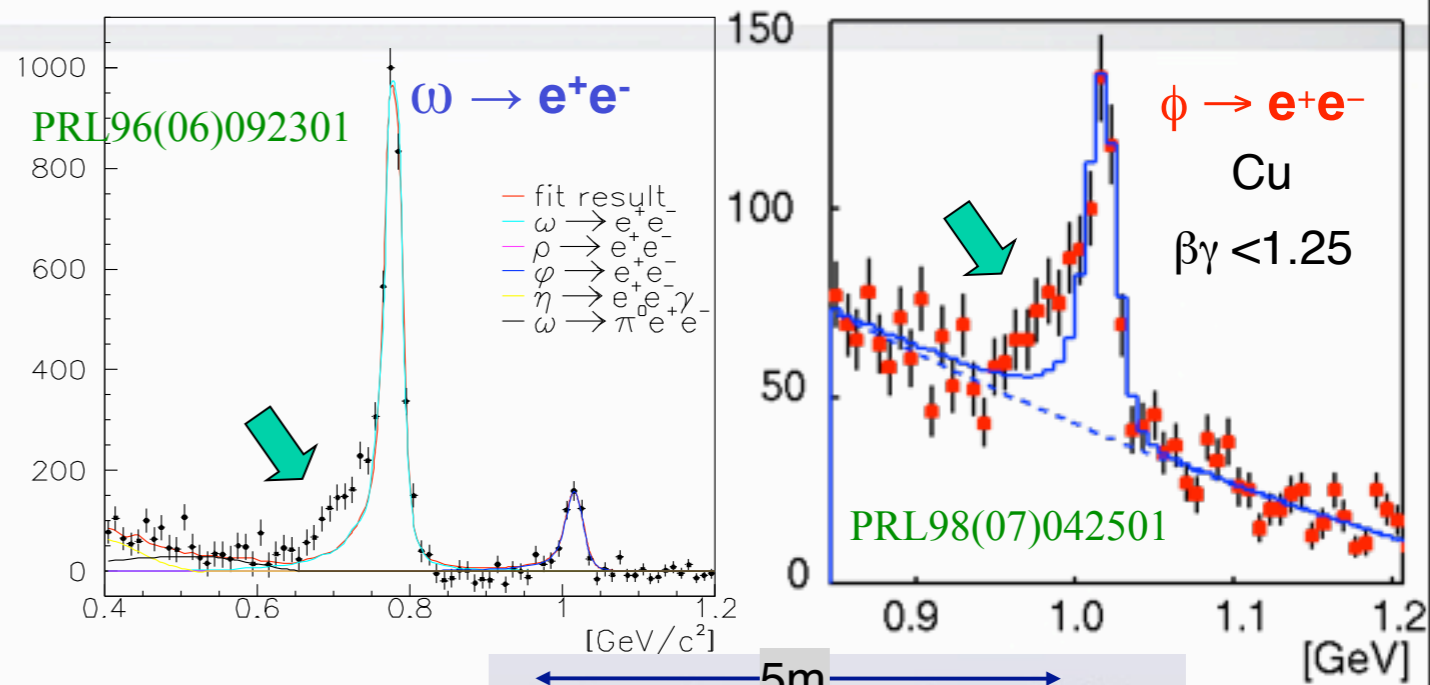 1000
800
600
400
200
0
0.4
0.6
0.8
1
1.2
[GeV/c²]
PRL96(06)092301
ω → e⁺e⁻
fit result
ω → e⁺e⁻
ρ → e⁺e⁻
φ → e⁺e⁻
η → e⁺e⁻γ
ω → π⁰e⁺e⁻
150
100
50
0
0.9
1.0
1.1
1.2
[GeV]
ϕ → e⁺e⁻
Cu
βγ <1.25
PRL98(07)042501
5m